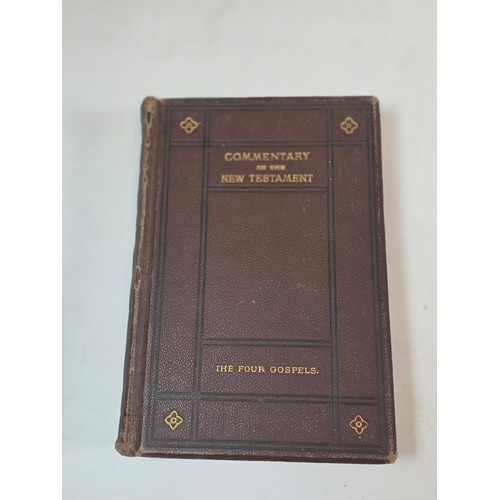 COMMENTARY
ON THE
NEW TESTAMENT
THE FOUR GOSPELS.